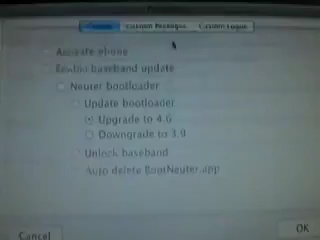 Custom Packages Custom Logos
Activate phone
Enable baseband update
Neuter bootloader
Update bootloader
Upgrade to 4.6
Downgrade to 3.9
Unlock baseband
Auto delete BootNeuter.app
Cancel OK